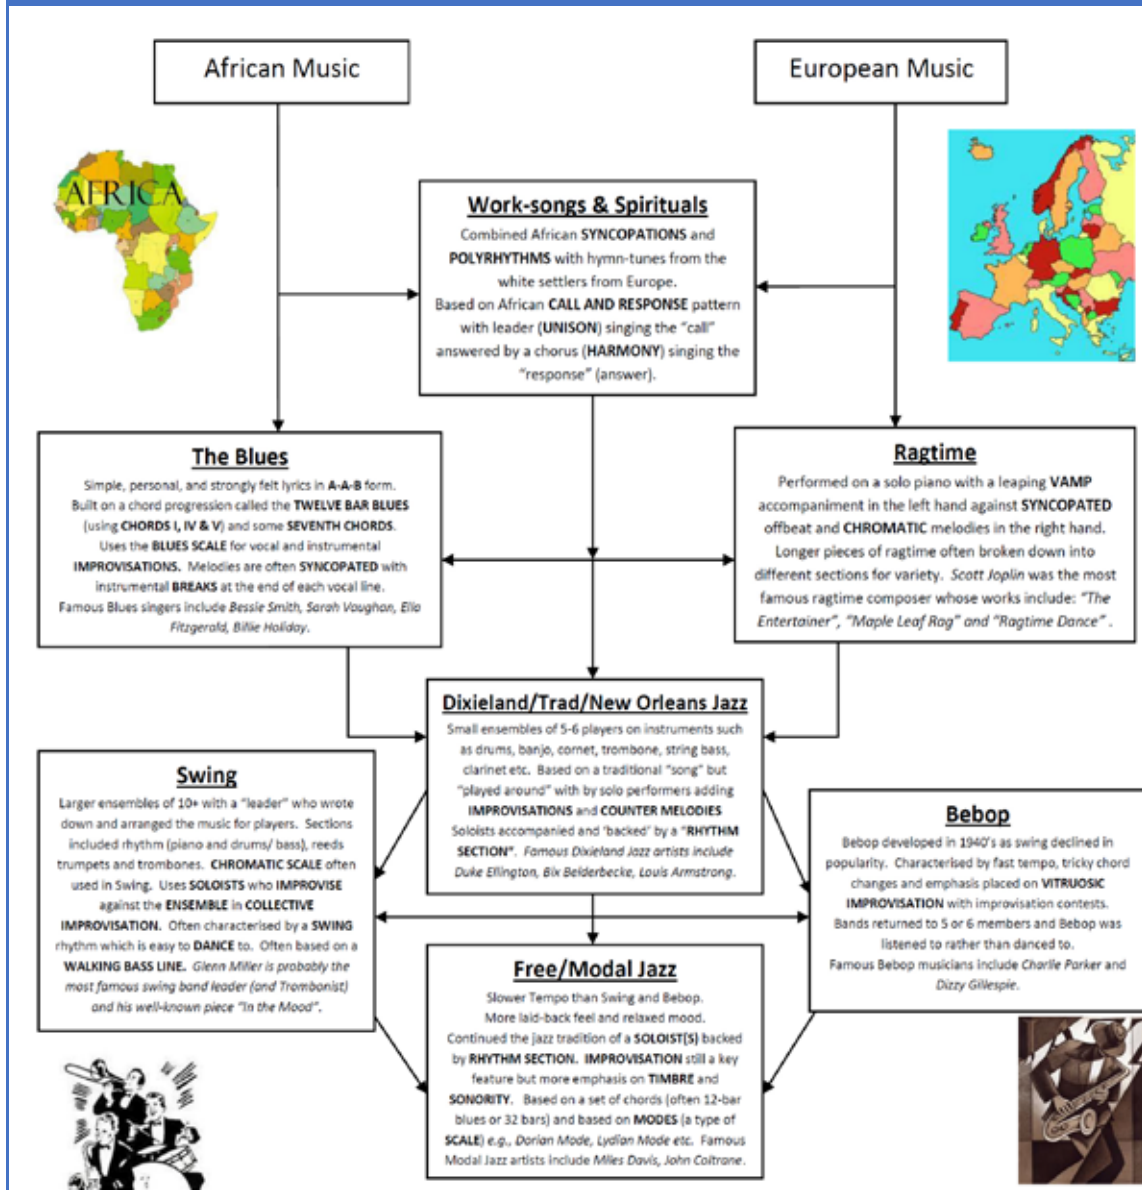 African Music
European Music
AFRICA
Work-songs & Spirituals
Combined African SYNCOPATIONS and
POLYRHYTHMS with hymn-tunes from the
white settlers from Europe.
Based on African CALL AND RESPONSE pattern
with leader (UNISON) singing the “call”
answered by a chorus (HARMONY) singing the
“response” (answer).
The Blues
Simple, personal, and strongly felt lyrics in A-A-B form.
Built on a chord progression called the TWELVE BAR BLUES
(using CHORDS I, IV & V) and some SEVENTH CHORDS.
Uses the BLUES SCALE for vocal and instrumental
IMPROVISATIONS. Melodies are often SYNCOPATED with
instrumental BREAKS at the end of each vocal line.
Famous Blues singers include Bessie Smith, Sarah Vaughan, Ella
Fitzgerald, Billie Holiday.
Ragtime
Performed on a solo piano with a leaping VAMP
accompaniment in the left hand against SYNCOPATED
offbeat and CHROMATIC melodies in the right hand.
Longer pieces of ragtime often broken down into
different sections for variety. Scott Joplin was the most
famous ragtime composer whose works include: “The
Entertainer”, “Maple Leaf Rag” and “Ragtime Dance” .
Dixieland/Trad/New Orleans Jazz
Small ensembles of 5-6 players on instruments such
as drums, banjo, cornet, trombone, string bass,
clarinet etc. Based on a traditional “song” but
“played around” with by solo performers adding
IMPROVISATIONS and COUNTER MELODIES
Soloists accompanied and ‘backed’ by a “RHYTHM
SECTION”. Famous Dixieland Jazz artists include
Duke Ellington, Bix Beiderbecke, Louis Armstrong.
Swing
Larger ensembles of 10+ with a “leader” who wrote
down and arranged the music for players. Sections
included rhythm (piano and drums/ bass), reeds
trumpets and trombones. CHROMATIC SCALE often
used in Swing. Uses SOLOISTS who IMPROVISE
against the ENSEMBLE in COLLECTIVE
IMPROVISATION. Often characterised by a SWING
rhythm which is easy to DANCE to. Often based on a
WALKING BASS LINE. Glenn Miller is probably the
most famous swing band leader (and Trombonist)
and his well-known piece “In the Mood”.
Bebop
Bebop developed in 1940’s as swing declined in
popularity. Characterised by fast tempo, tricky chord
changes and emphasis placed on VITRUOSIC
IMPROVISATION with improvisation contests.
Bands returned to 5 or 6 members and Bebop was
listened to rather than danced to.
Famous Bebop musicians include Charlie Parker and
Dizzy Gillespie.
Free/Modal Jazz
Slower Tempo than Swing and Bebop.
More laid-back feel and relaxed mood.
Continued the jazz tradition of a SOLOIST(S) backed
by RHYTHM SECTION. IMPROVISATION still a key
feature but more emphasis on TIMBRE and
SONORITY. Based on a set of chords (often 12-bar
blues or 32 bars) and based on MODES (a type of
SCALE) e.g., Dorian Mode, Lydian Mode etc. Famous
Modal Jazz artists include Miles Davis, John Coltrane.